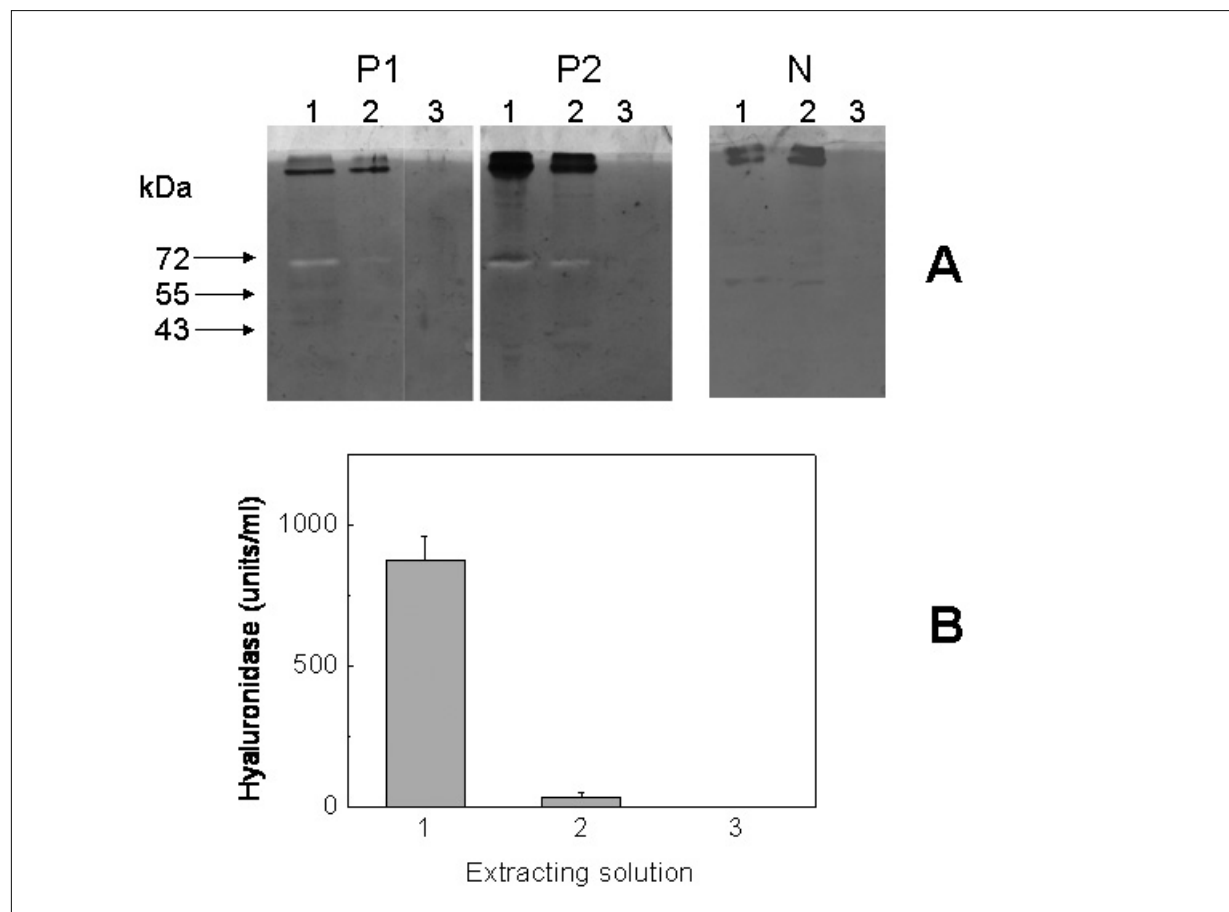 P1 P2 N
1 2 3 1 2 3 1 2 3
kDa
72
55
43
A
Hyaluronidase (units/ml)
1000
500
0
1 2 3
Extracting solution
B